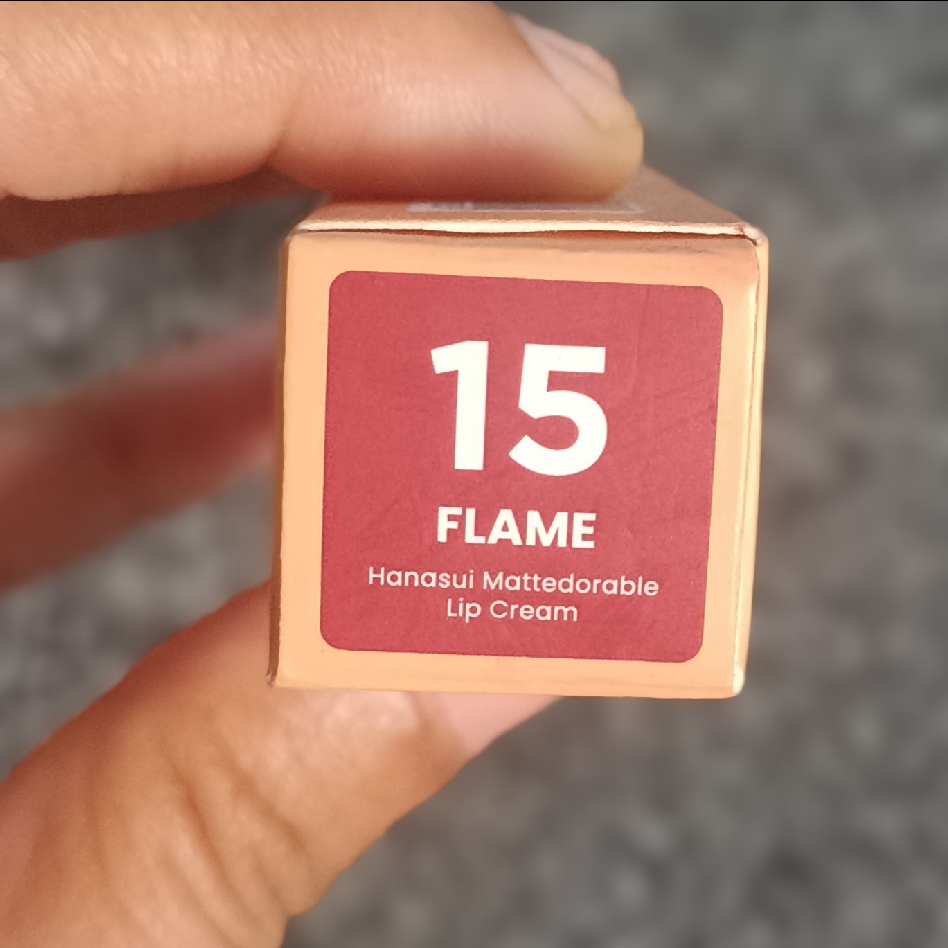 15
FLAME
Hanasui Mattedorable
Lip Cream